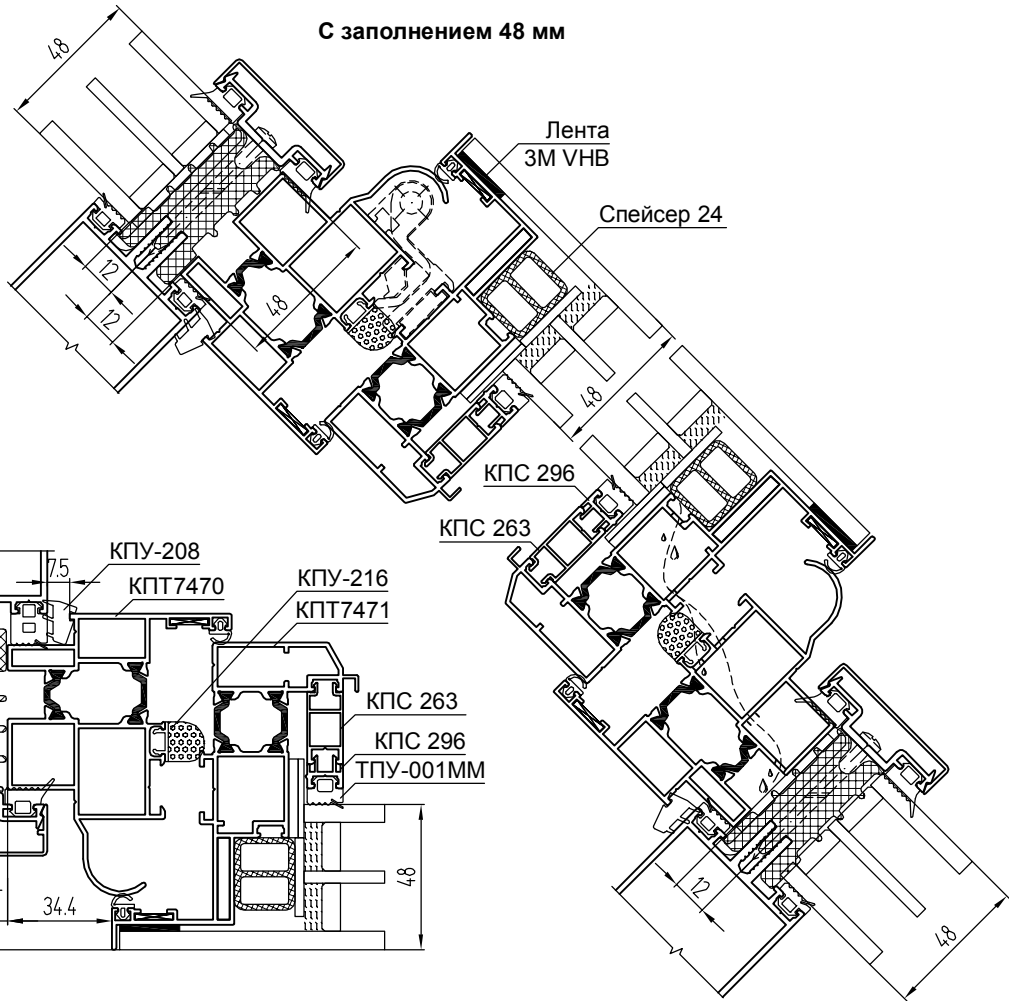 С заполнением 48 мм
48
Лента
3M VHB
Спейсер 24
12
12
48
48
КПС 296
КПС 263
КПУ-208
7.5
КПТ7470
КПУ-216
КПТ7471
КПС 263
КПС 296
ТПУ-001ММ
48
34.4
12
48